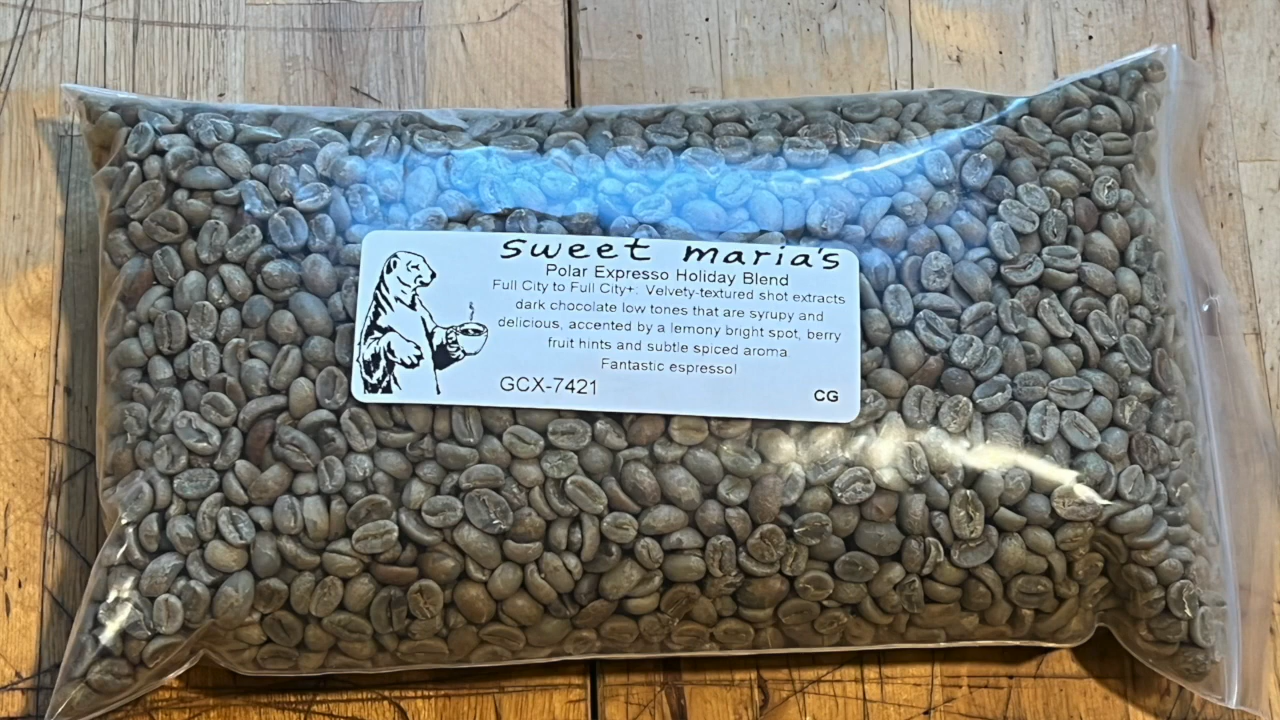 sweet maria's
Polar Expresso Holiday Blend
Full City to Full City+: Velvety-textured shot extracts
dark chocolate low tones that are syrupy and
delicious, accented by a lemony bright spot, berry
fruit hints and subtle spiced aroma.
Fantastic espresso!
GCX-7421
CG